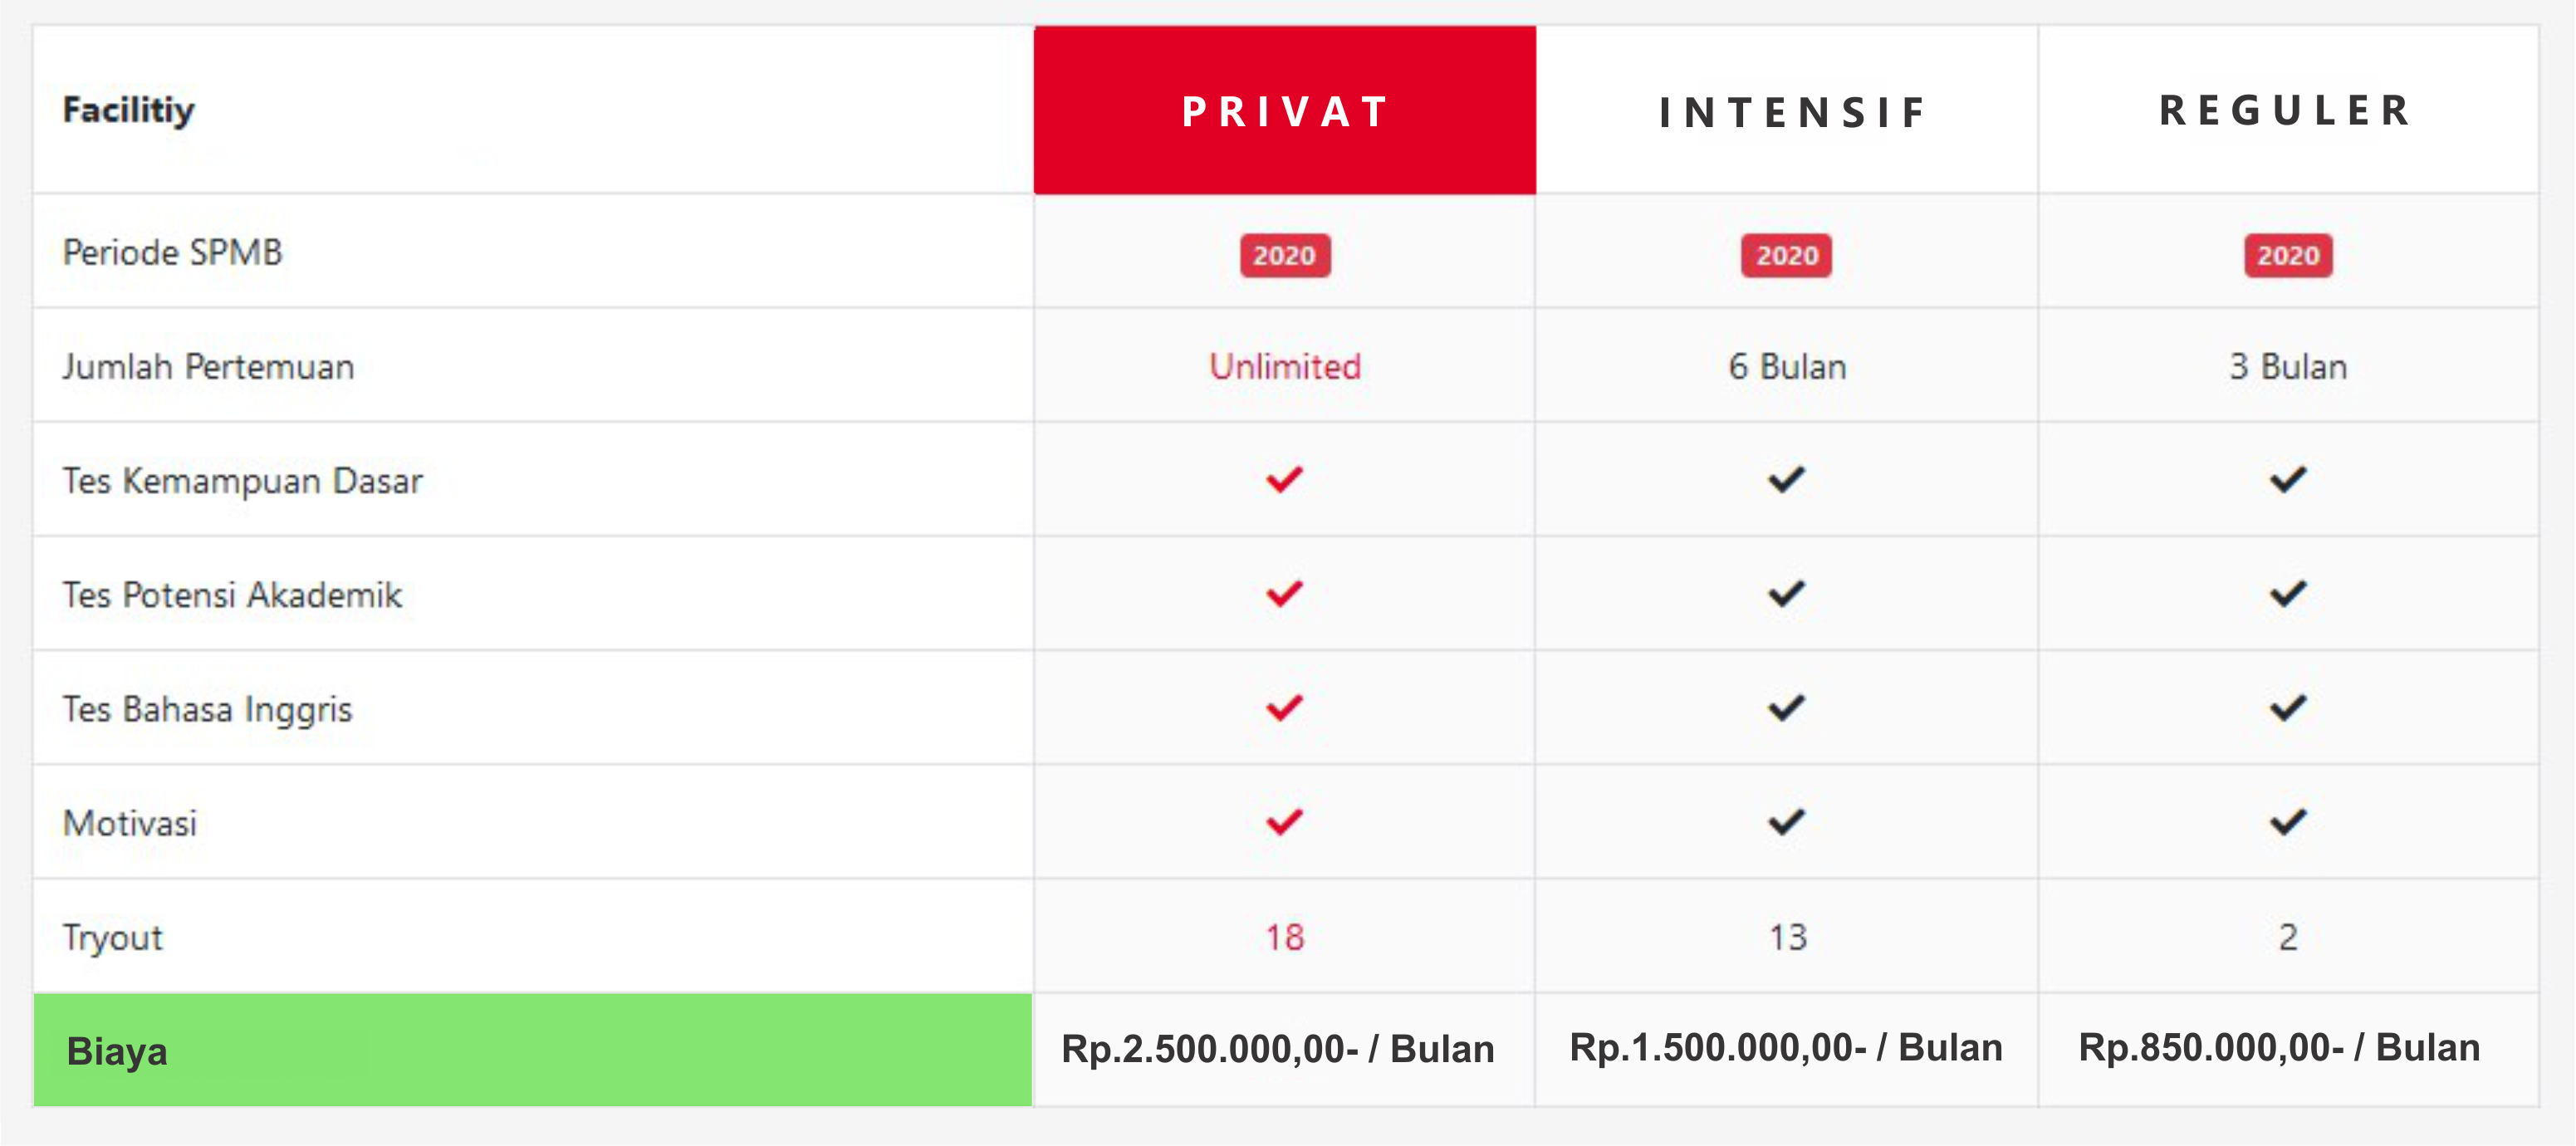 Facilitiy PRIVAT INTENSIF REGULER
Periode SPMB 2020 2020 2020
Jumlah Pertemuan Unlimited 6 Bulan 3 Bulan
Tes Kemampuan Dasar
Tes Potensi Akademik
Tes Bahasa Inggris
Motivasi
Tryout 18 13 2
Biaya Rp.2.500.000,00- / Bulan Rp.1.500.000,00- / Bulan Rp.850.000,00- / Bulan